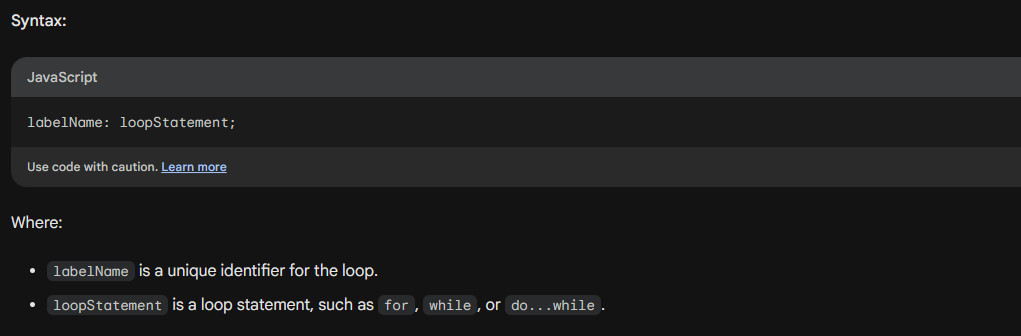 Syntax:
JavaScript
labelName: loopStatement;
Use code with caution. Learn more
Where:
• labelName is a unique identifier for the loop.
• loopStatement is a loop statement, such as for, while, or do...while.